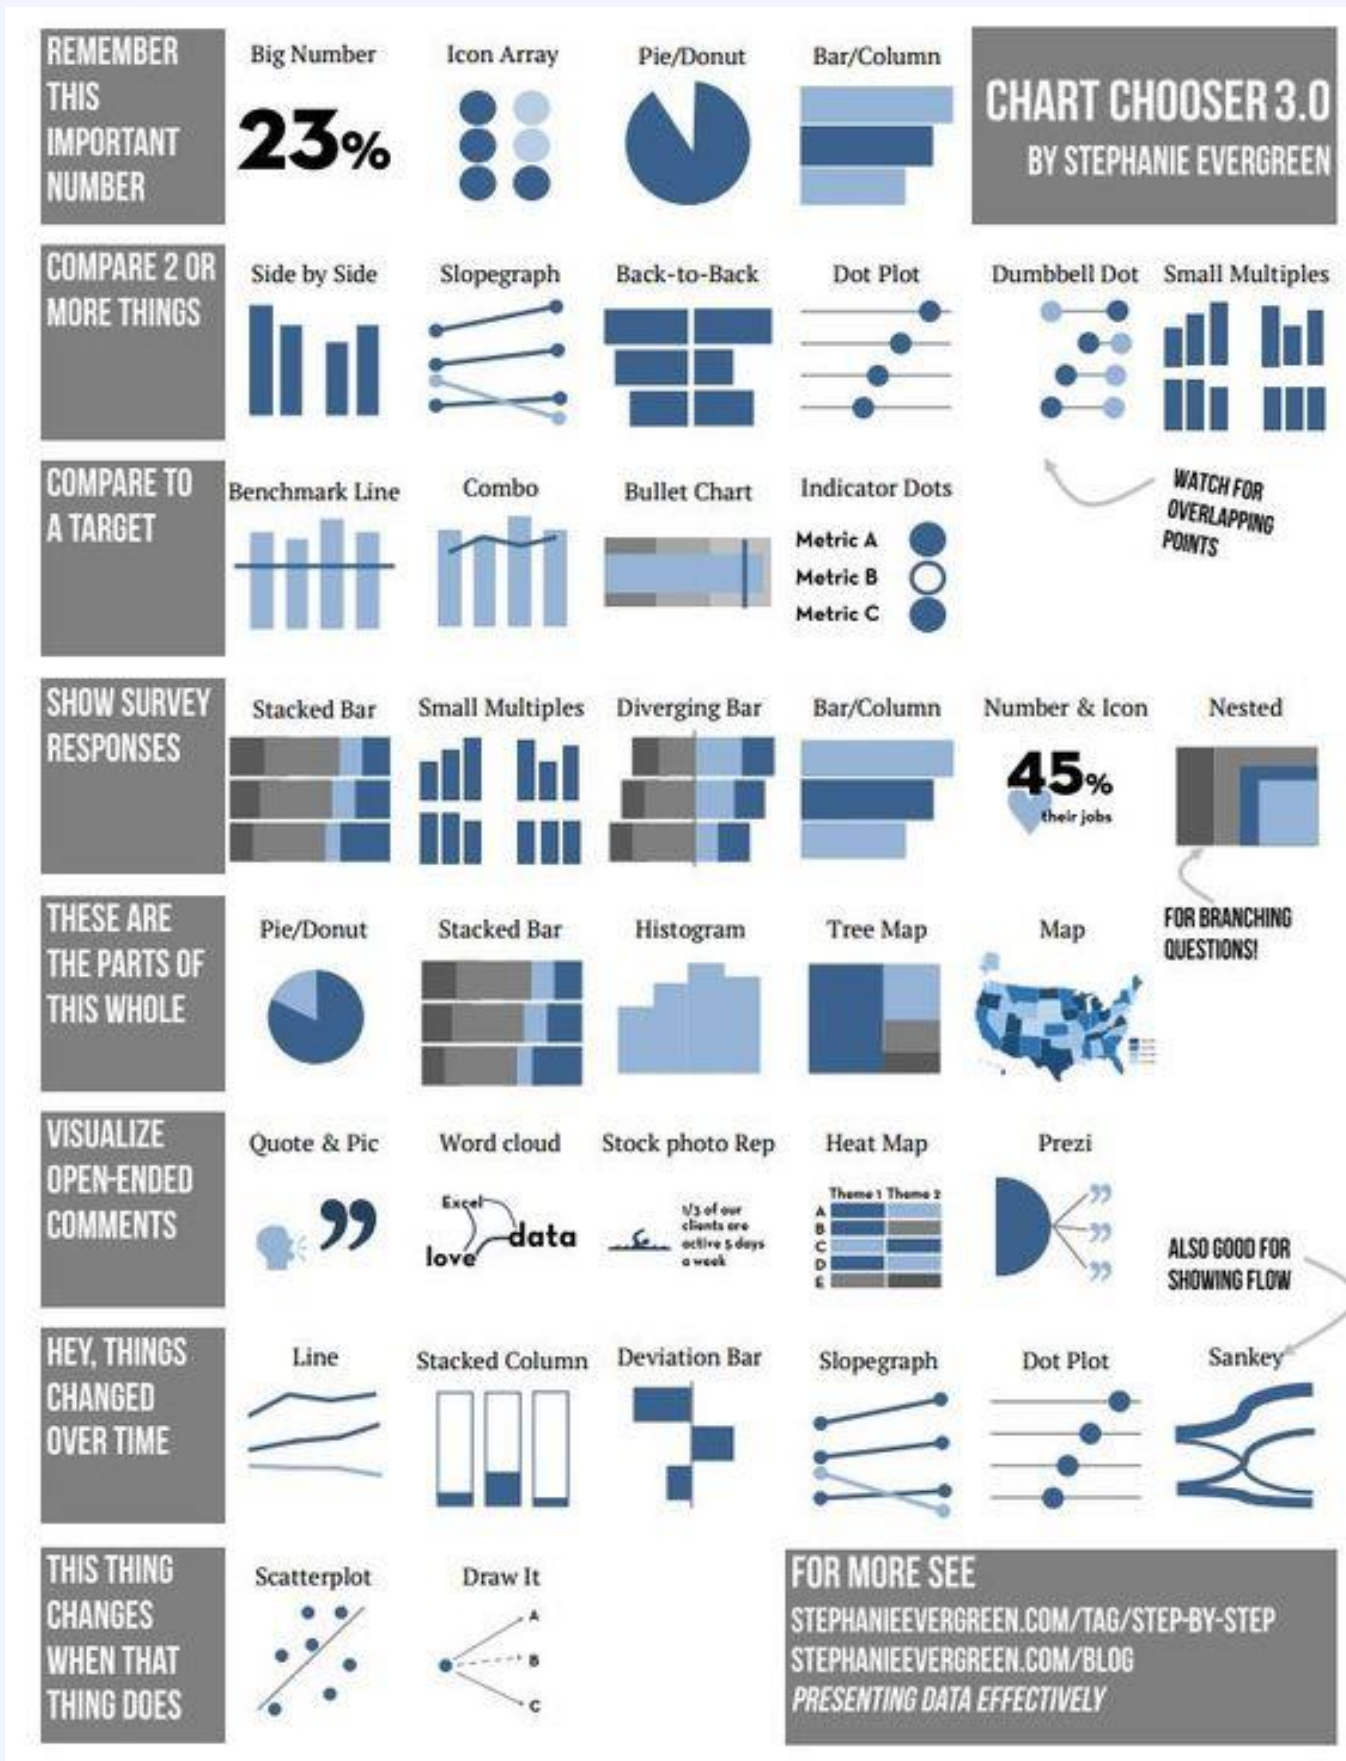 REMEMBER
THIS
IMPORTANT
NUMBER
Big Number
23%
Icon Array
Pie/Donut
Bar/Column
CHART CHOOSER 3.0
BY STEPHANIE EVERGREEN
COMPARE 2 OR
MORE THINGS
Side by Side
Slopegraph
Back-to-Back
Dot Plot
Dumbbell Dot
Small Multiples
WATCH FOR
OVERLAPPING
POINTS
COMPARE TO
A TARGET
Benchmark Line
Combo
Bullet Chart
Indicator Dots
Metric A
Metric B
Metric C
SHOW SURVEY
RESPONSES
Stacked Bar
Small Multiples
Diverging Bar
Bar/Column
Number & Icon
45%
their jobs
Nested
FOR BRANCHING
QUESTIONS!
THESE ARE
THE PARTS OF
THIS WHOLE
Pie/Donut
Stacked Bar
Histogram
Tree Map
Map
VISUALIZE
OPEN-ENDED
COMMENTS
Quote & Pic
Word cloud
Excel
data
love
Stock photo Rep
1/3 of our
clients are
active 5 days
a week
Heat Map
Theme 1 Theme 2
A
B
C
D
E
Prezi
ALSO GOOD FOR
SHOWING FLOW
HEY, THINGS
CHANGED
OVER TIME
Line
Stacked Column
Deviation Bar
Slopegraph
Dot Plot
Sankey
THIS THING
CHANGES
WHEN THAT
THING DOES
Scatterplot
Draw It
A
B
C
FOR MORE SEE
STEPHANIEEVERGREEN.COM/TAG/STEP-BY-STEP
STEPHANIEEVERGREEN.COM/BLOG
PRESENTING DATA EFFECTIVELY